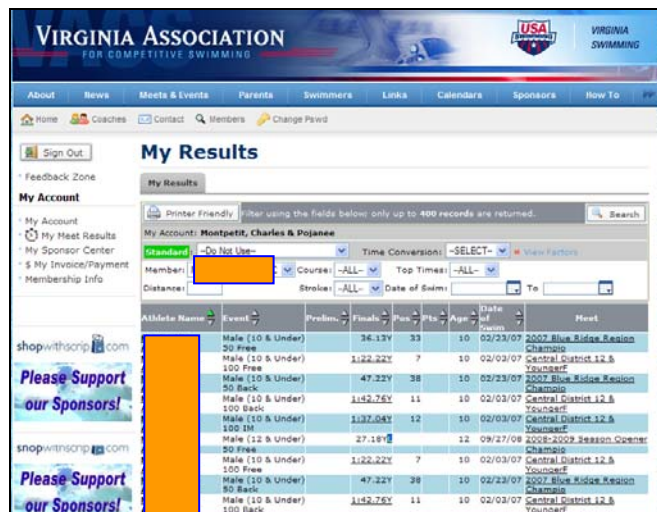 VIRGINIA ASSOCIATION
FOR COMPETITIVE SWIMMING
USA
VIRGINIA
SWIMMING
About News Meets & Events Parents Swimmers Links Calendars Sponsors How To
Home Coaches Contact Members Change Pswd
Sign Out
Feedback Zone
My Account
My Account
My Meet Results
My Sponsor Center
$ My Invoice/Payment
Membership Info
shopwithscrip.com
Please Support
our Sponsors!
shopwithscrip.com
Please Support
our Sponsors!
My Results
My Results
Printer Friendly Filter using the fields below; only up to 400 records are returned. Search
My Account: Montpetit, Charles & Pojanee
Standard: ~Do Not Use~ Time Conversion: ~SELECT~ View Factors
Member: Course: ~ALL~ Top Times: ~ALL~
Distance: Stroke: ~ALL~ Date of Swim: To
Athlete Name Event Prelim. Finals Pos Pts Age Date of Swim Meet
Male (10 & Under) 50 Free 36.13Y 33 10 02/23/07 2007 Blue Ridge Region Champio
Male (10 & Under) 100 Free 1:22.22Y 7 10 02/03/07 Central District 12 & YoungerF
Male (10 & Under) 50 Back 47.22Y 38 10 02/23/07 2007 Blue Ridge Region Champio
Male (10 & Under) 100 Back 1:42.76Y 11 10 02/03/07 Central District 12 & YoungerF
Male (10 & Under) 100 IM 1:37.04Y 12 10 02/03/07 Central District 12 & YoungerF
Male (12 & Under) 50 Free 27.18Y 12 09/27/08 2008-2009 Season Opener Champio
Male (10 & Under) 100 Free 1:22.22Y 7 10 02/03/07 Central District 12 & YoungerF
Male (10 & Under) 50 Back 47.22Y 38 10 02/23/07 2007 Blue Ridge Region Champio
Male (10 & Under) 100 Back 1:42.76Y 11 10 02/03/07 Central District 12 & YoungerF